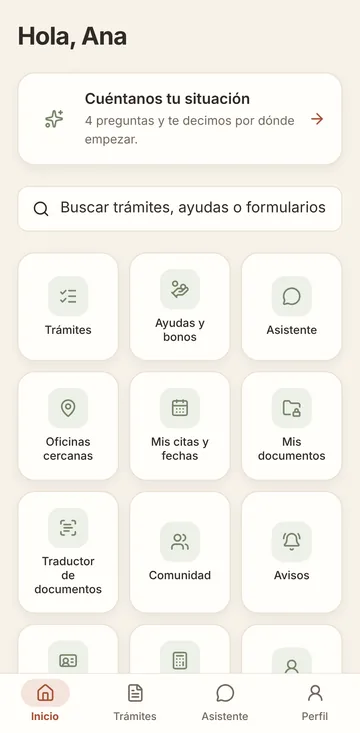 Hola, Ana
Cuéntanos tu situación
4 preguntas y te decimos por dónde
empezar.
Buscar trámites, ayudas o formularios
Trámites
Ayudas y
bonos
Asistente
Oficinas
cercanas
Mis citas y
fechas
Mis
documentos
Traductor
de
documentos
Comunidad
Avisos
Inicio
Trámites
Asistente
Perfil